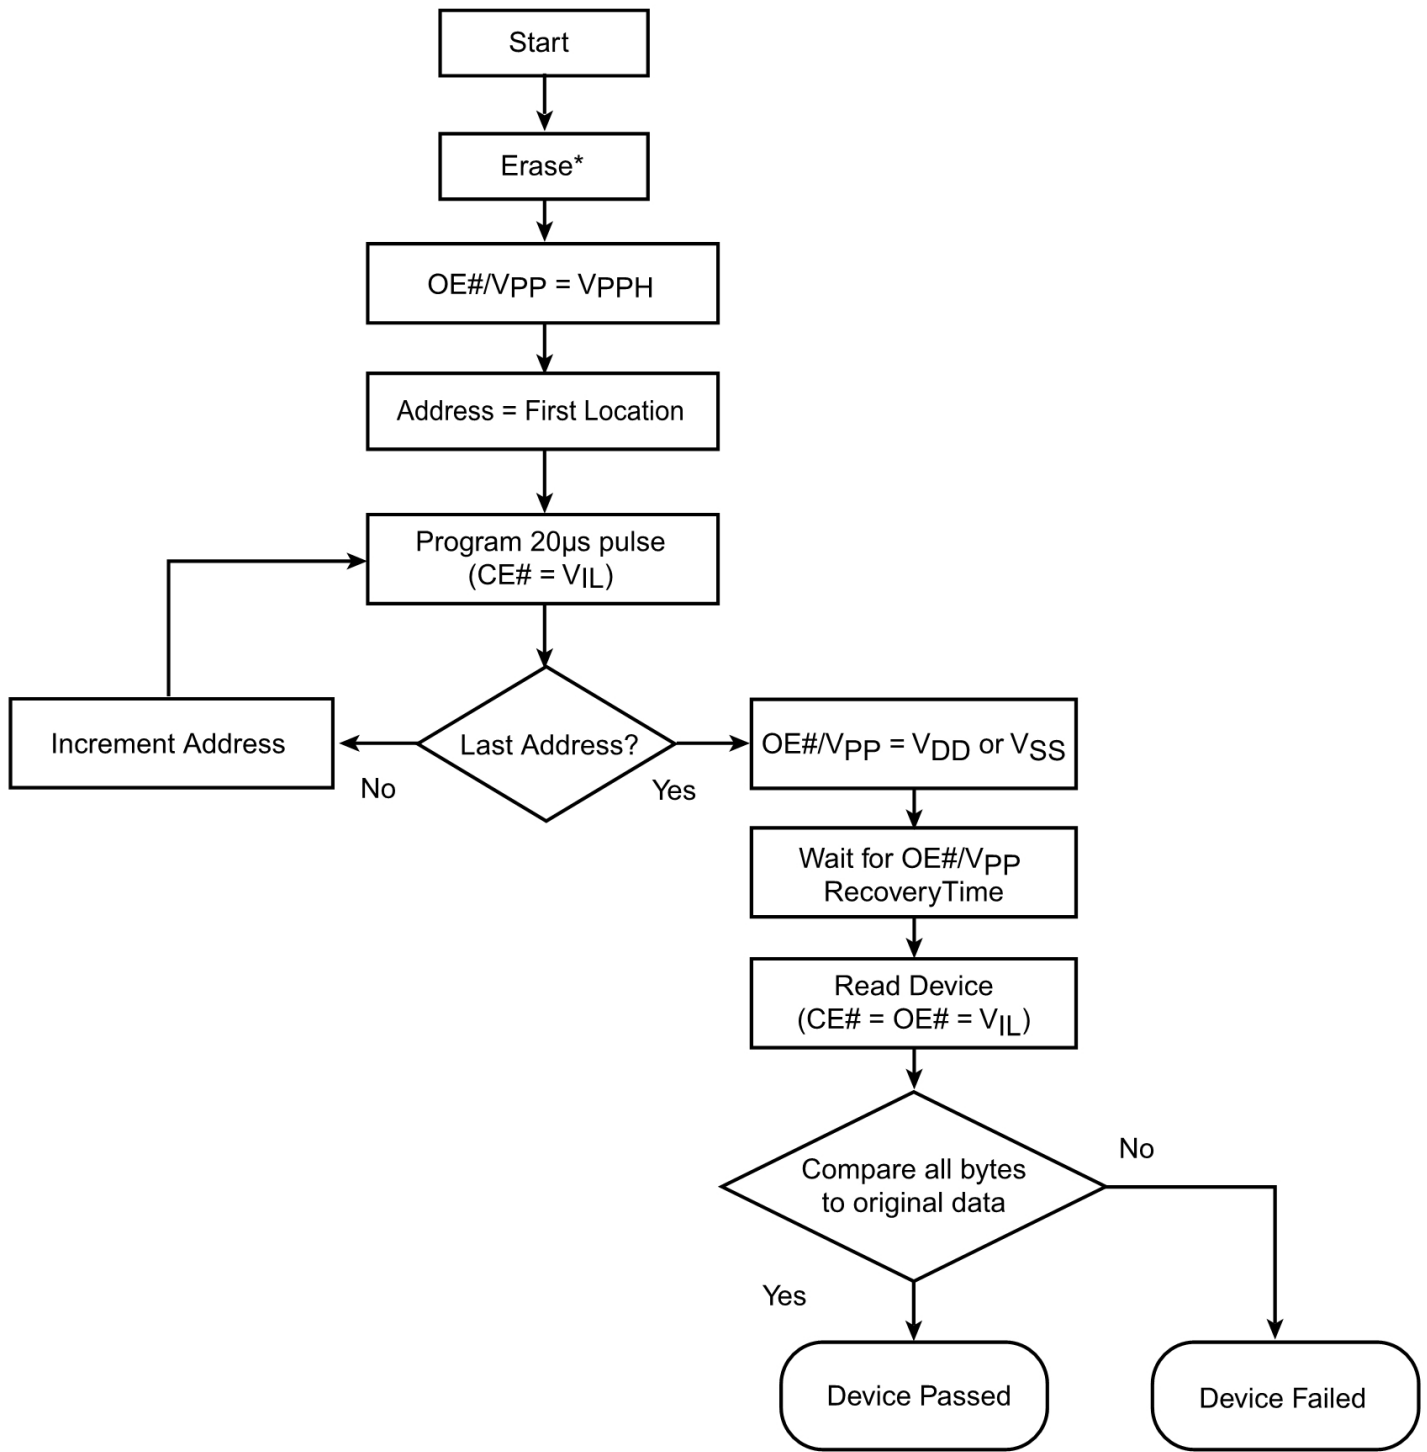 Start
Erase*
OE#/VPP = VPPH
Address = First Location
Program 20µs pulse
(CE# = VIL)
Increment Address
No
Last Address?
Yes
OE#/VPP = VDD or VSS
Wait for OE#/VPP
RecoveryTime
Read Device
(CE# = OE# = VIL)
Compare all bytes
to original data
No
Yes
Device Passed
Device Failed